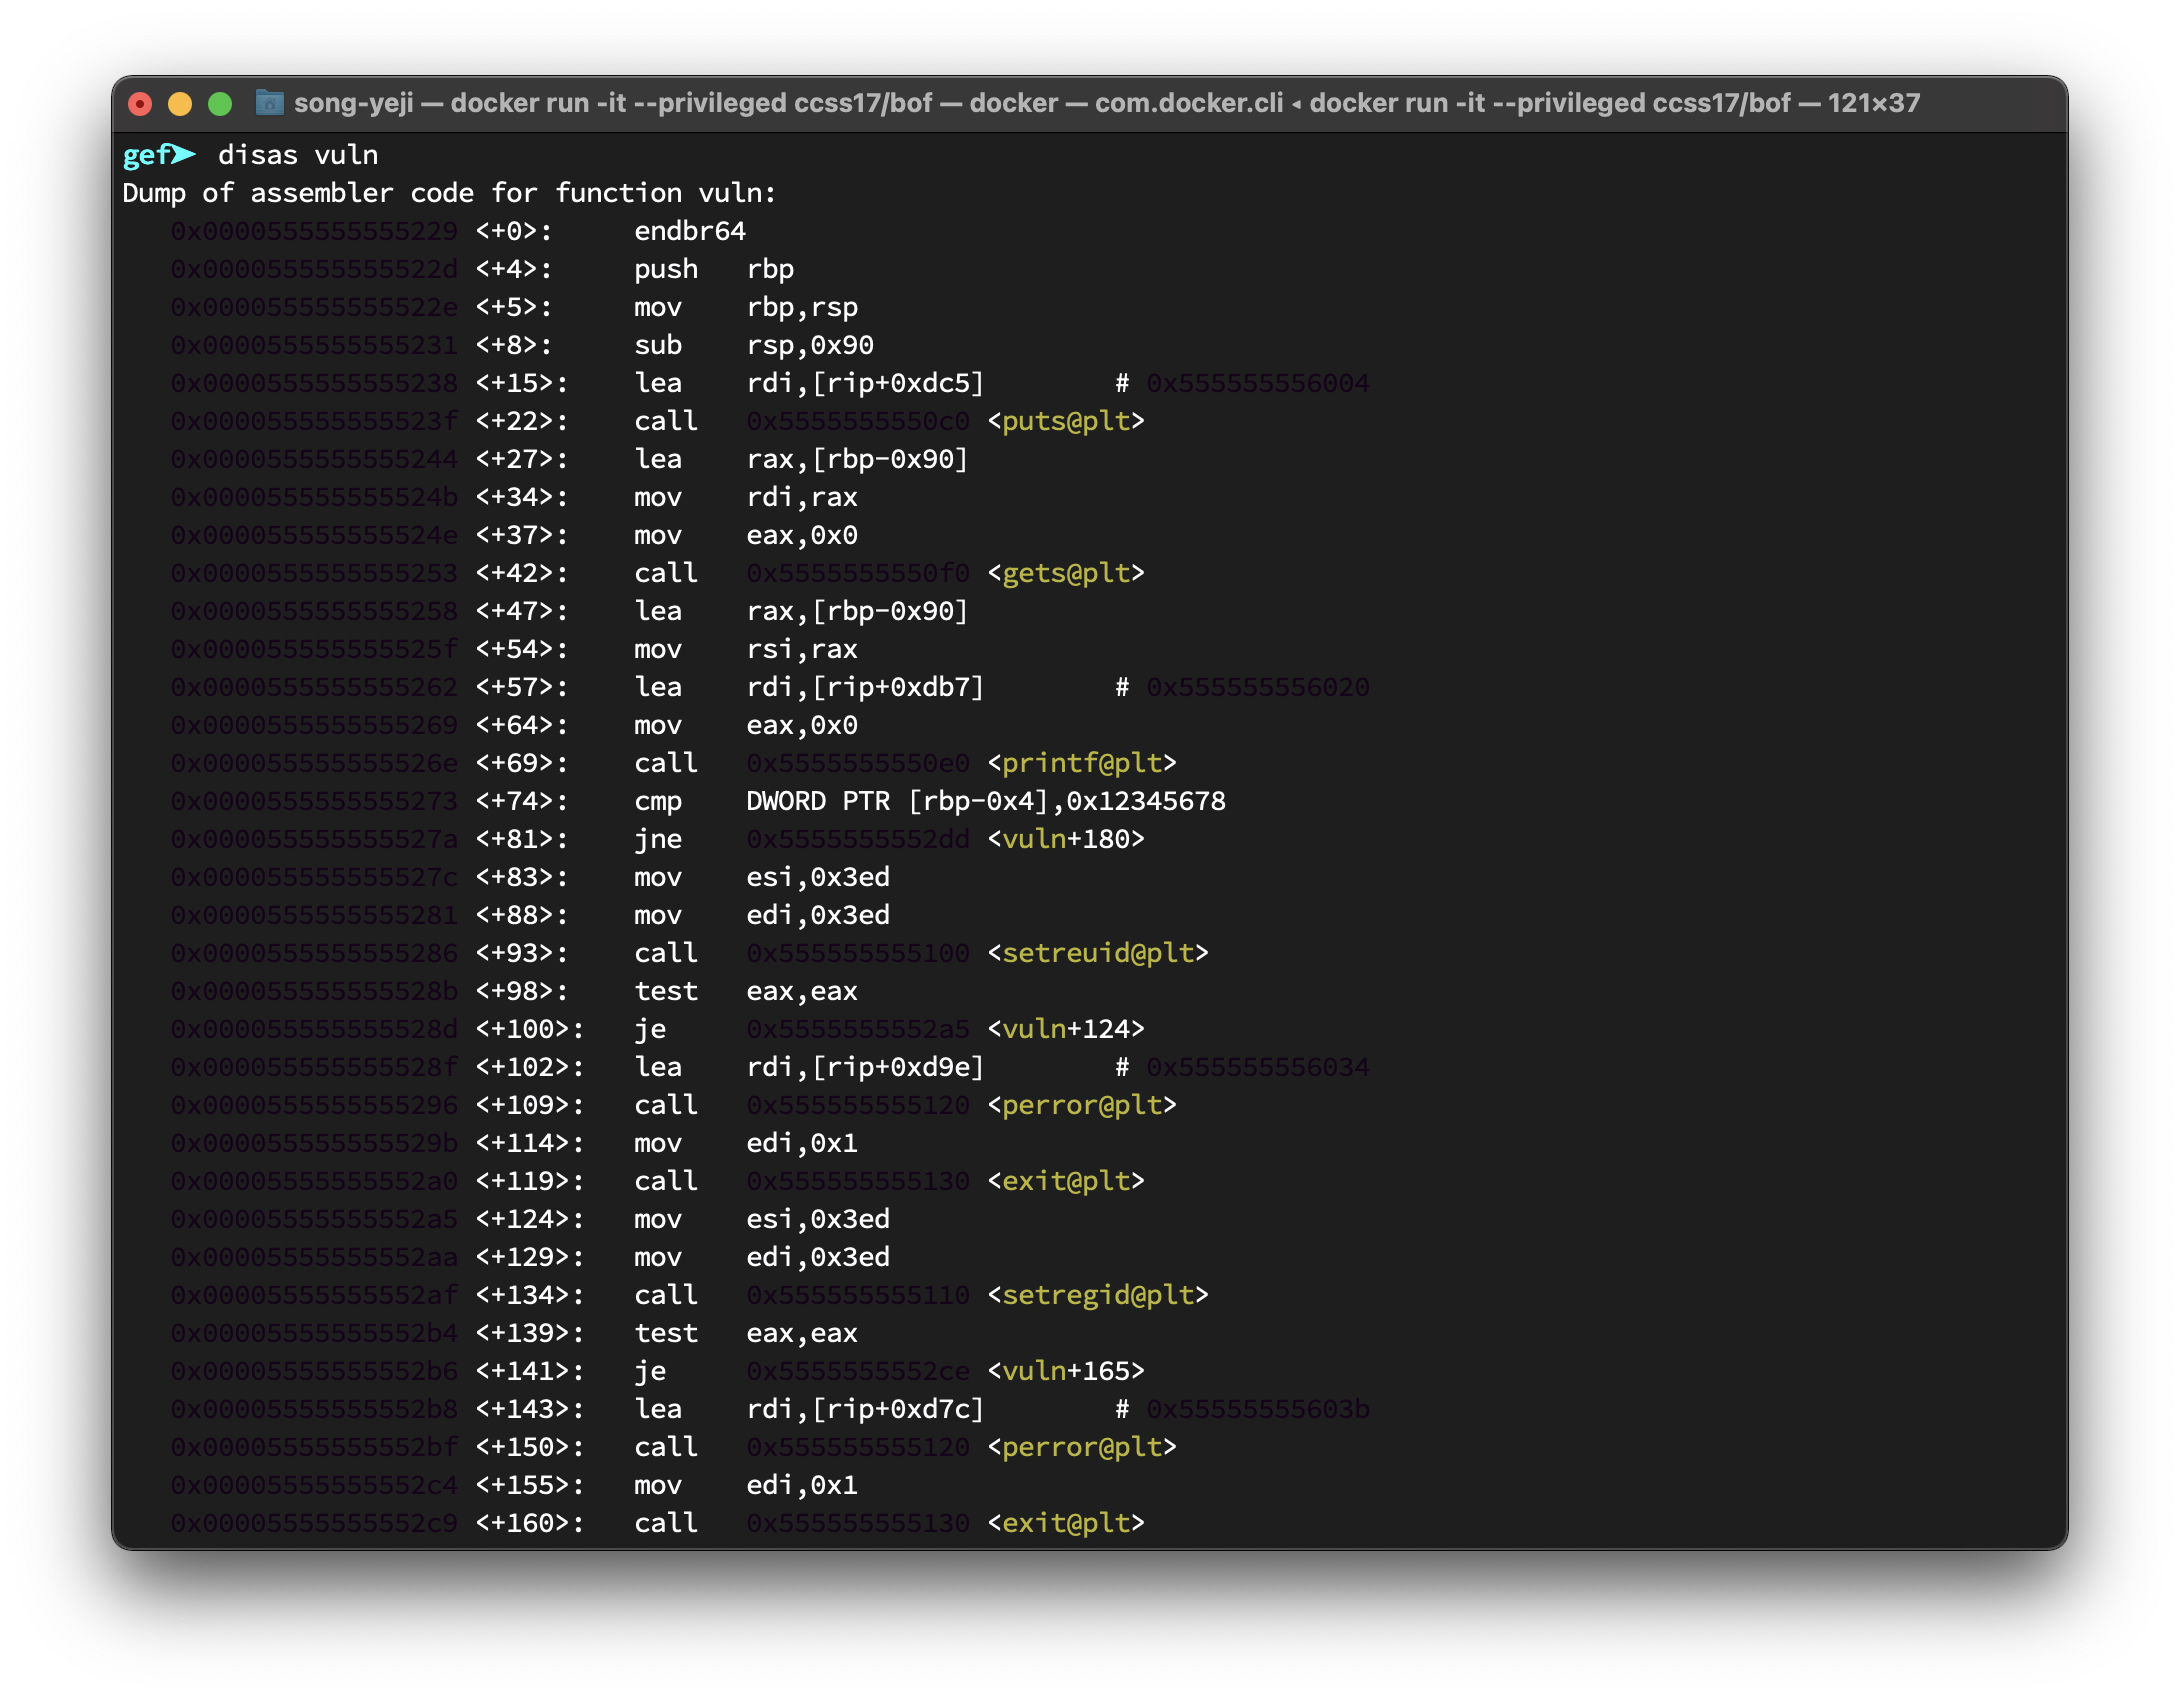 song-yeji — docker run -it --privileged ccss17/bof — docker — com.docker.cli ◂ docker run -it --privileged ccss17/bof — 121×37
gef➤ disas vuln
Dump of assembler code for function vuln:
0x0000555555555229 <+0>: endbr64
0x000055555555522d <+4>: push rbp
0x000055555555522e <+5>: mov rbp,rsp
0x0000555555555231 <+8>: sub rsp,0x90
0x0000555555555238 <+15>: lea rdi,[rip+0xdc5] # 0x555555556004
0x000055555555523f <+22>: call 0x5555555550c0 <puts@plt>
0x0000555555555244 <+27>: lea rax,[rbp-0x90]
0x000055555555524b <+34>: mov rdi,rax
0x000055555555524e <+37>: mov eax,0x0
0x0000555555555253 <+42>: call 0x5555555550f0 <gets@plt>
0x0000555555555258 <+47>: lea rax,[rbp-0x90]
0x000055555555525f <+54>: mov rsi,rax
0x0000555555555262 <+57>: lea rdi,[rip+0xdb7] # 0x555555556020
0x0000555555555269 <+64>: mov eax,0x0
0x000055555555526e <+69>: call 0x5555555550e0 <printf@plt>
0x0000555555555273 <+74>: cmp DWORD PTR [rbp-0x4],0x12345678
0x000055555555527a <+81>: jne 0x5555555552dd <vuln+180>
0x000055555555527c <+83>: mov esi,0x3ed
0x0000555555555281 <+88>: mov edi,0x3ed
0x0000555555555286 <+93>: call 0x555555555100 <setreuid@plt>
0x000055555555528b <+98>: test eax,eax
0x000055555555528d <+100>: je 0x5555555552a5 <vuln+124>
0x000055555555528f <+102>: lea rdi,[rip+0xd9e] # 0x555555556034
0x0000555555555296 <+109>: call 0x555555555120 <perror@plt>
0x000055555555529b <+114>: mov edi,0x1
0x00005555555552a0 <+119>: call 0x555555555130 <exit@plt>
0x00005555555552a5 <+124>: mov esi,0x3ed
0x00005555555552aa <+129>: mov edi,0x3ed
0x00005555555552af <+134>: call 0x555555555110 <setregid@plt>
0x00005555555552b4 <+139>: test eax,eax
0x00005555555552b6 <+141>: je 0x5555555552ce <vuln+165>
0x00005555555552b8 <+143>: lea rdi,[rip+0xd7c] # 0x55555555603b
0x00005555555552bf <+150>: call 0x555555555120 <perror@plt>
0x00005555555552c4 <+155>: mov edi,0x1
0x00005555555552c9 <+160>: call 0x555555555130 <exit@plt>